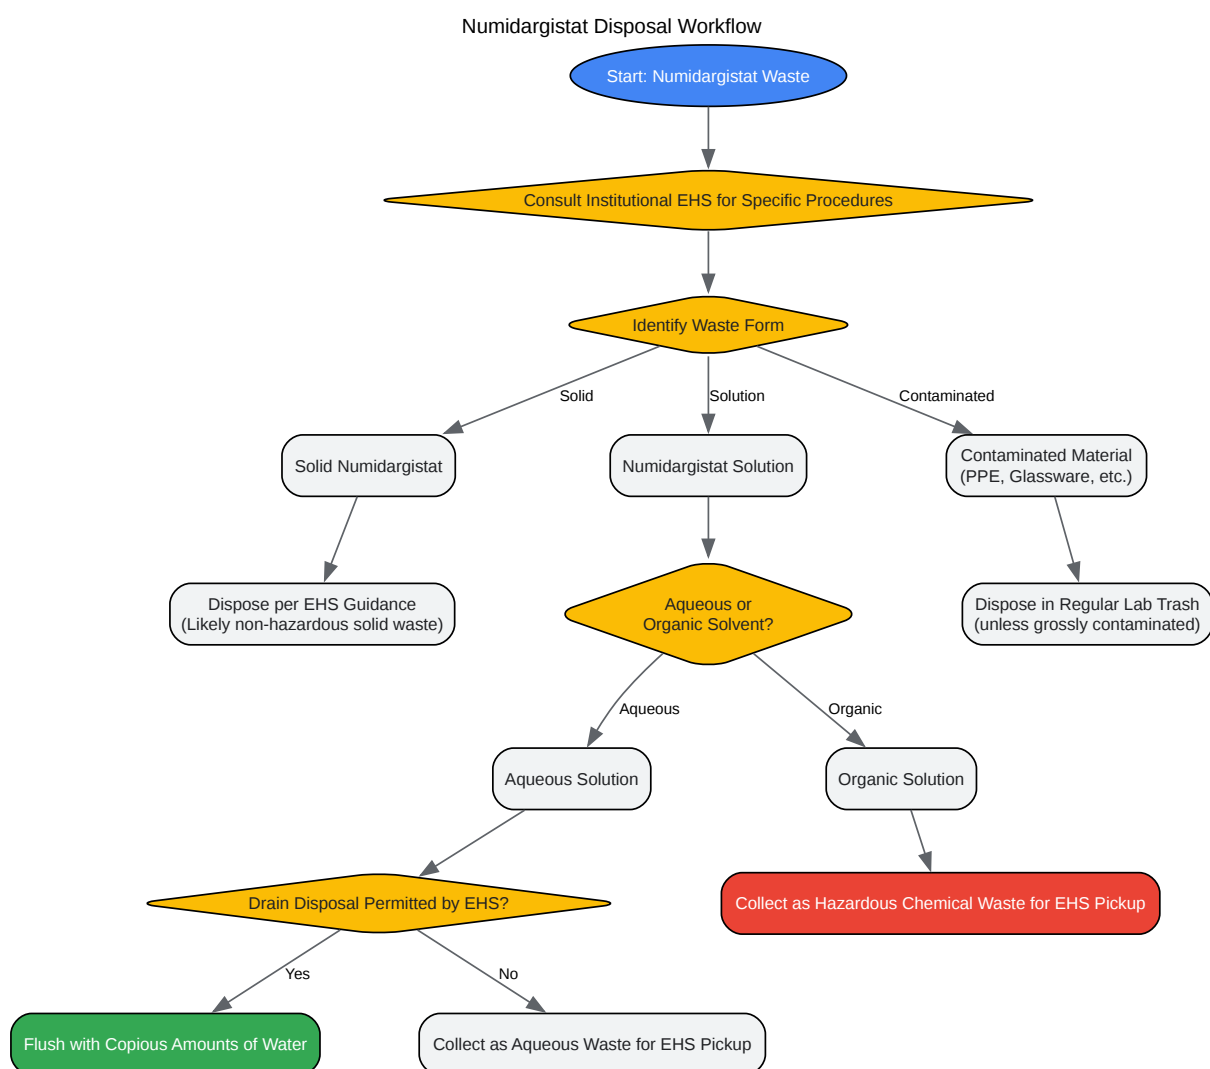 Numidargistat Disposal Workflow
Start: Numidargistat Waste
Consult Institutional EHS for Specific Procedures
Identify Waste Form
Solid
Solution
Contaminated
Solid Numidargistat
Numidargistat Solution
Contaminated Material
(PPE, Glassware, etc.)
Dispose per EHS Guidance
(Likely non-hazardous solid waste)
Aqueous or
Organic Solvent?
Dispose in Regular Lab Trash
(unless grossly contaminated)
Aqueous
Organic
Aqueous Solution
Organic Solution
Drain Disposal Permitted by EHS?
Collect as Hazardous Chemical Waste for EHS Pickup
Yes
No
Flush with Copious Amounts of Water
Collect as Aqueous Waste for EHS Pickup